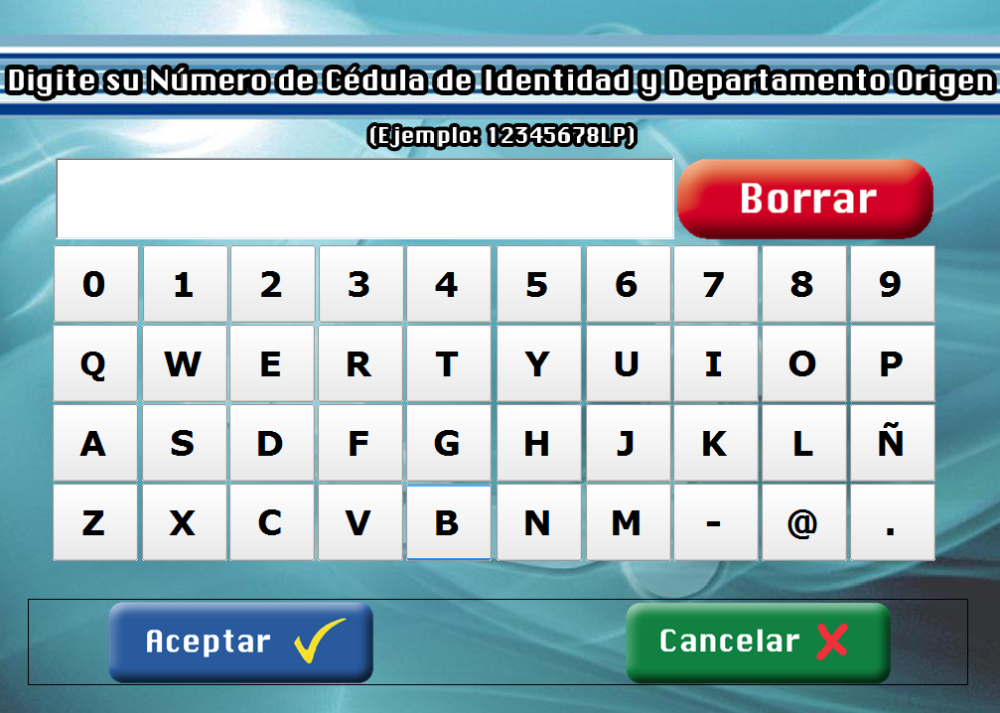 Digite su Número de Cédula de Identidad y Departamento Origen
(Ejemplo: 12345678LP)
Borrar
0 1 2 3 4 5 6 7 8 9
Q W E R T Y U I O P
A S D F G H J K L Ñ
Z X C V B N M - @ .
Aceptar Cancelar